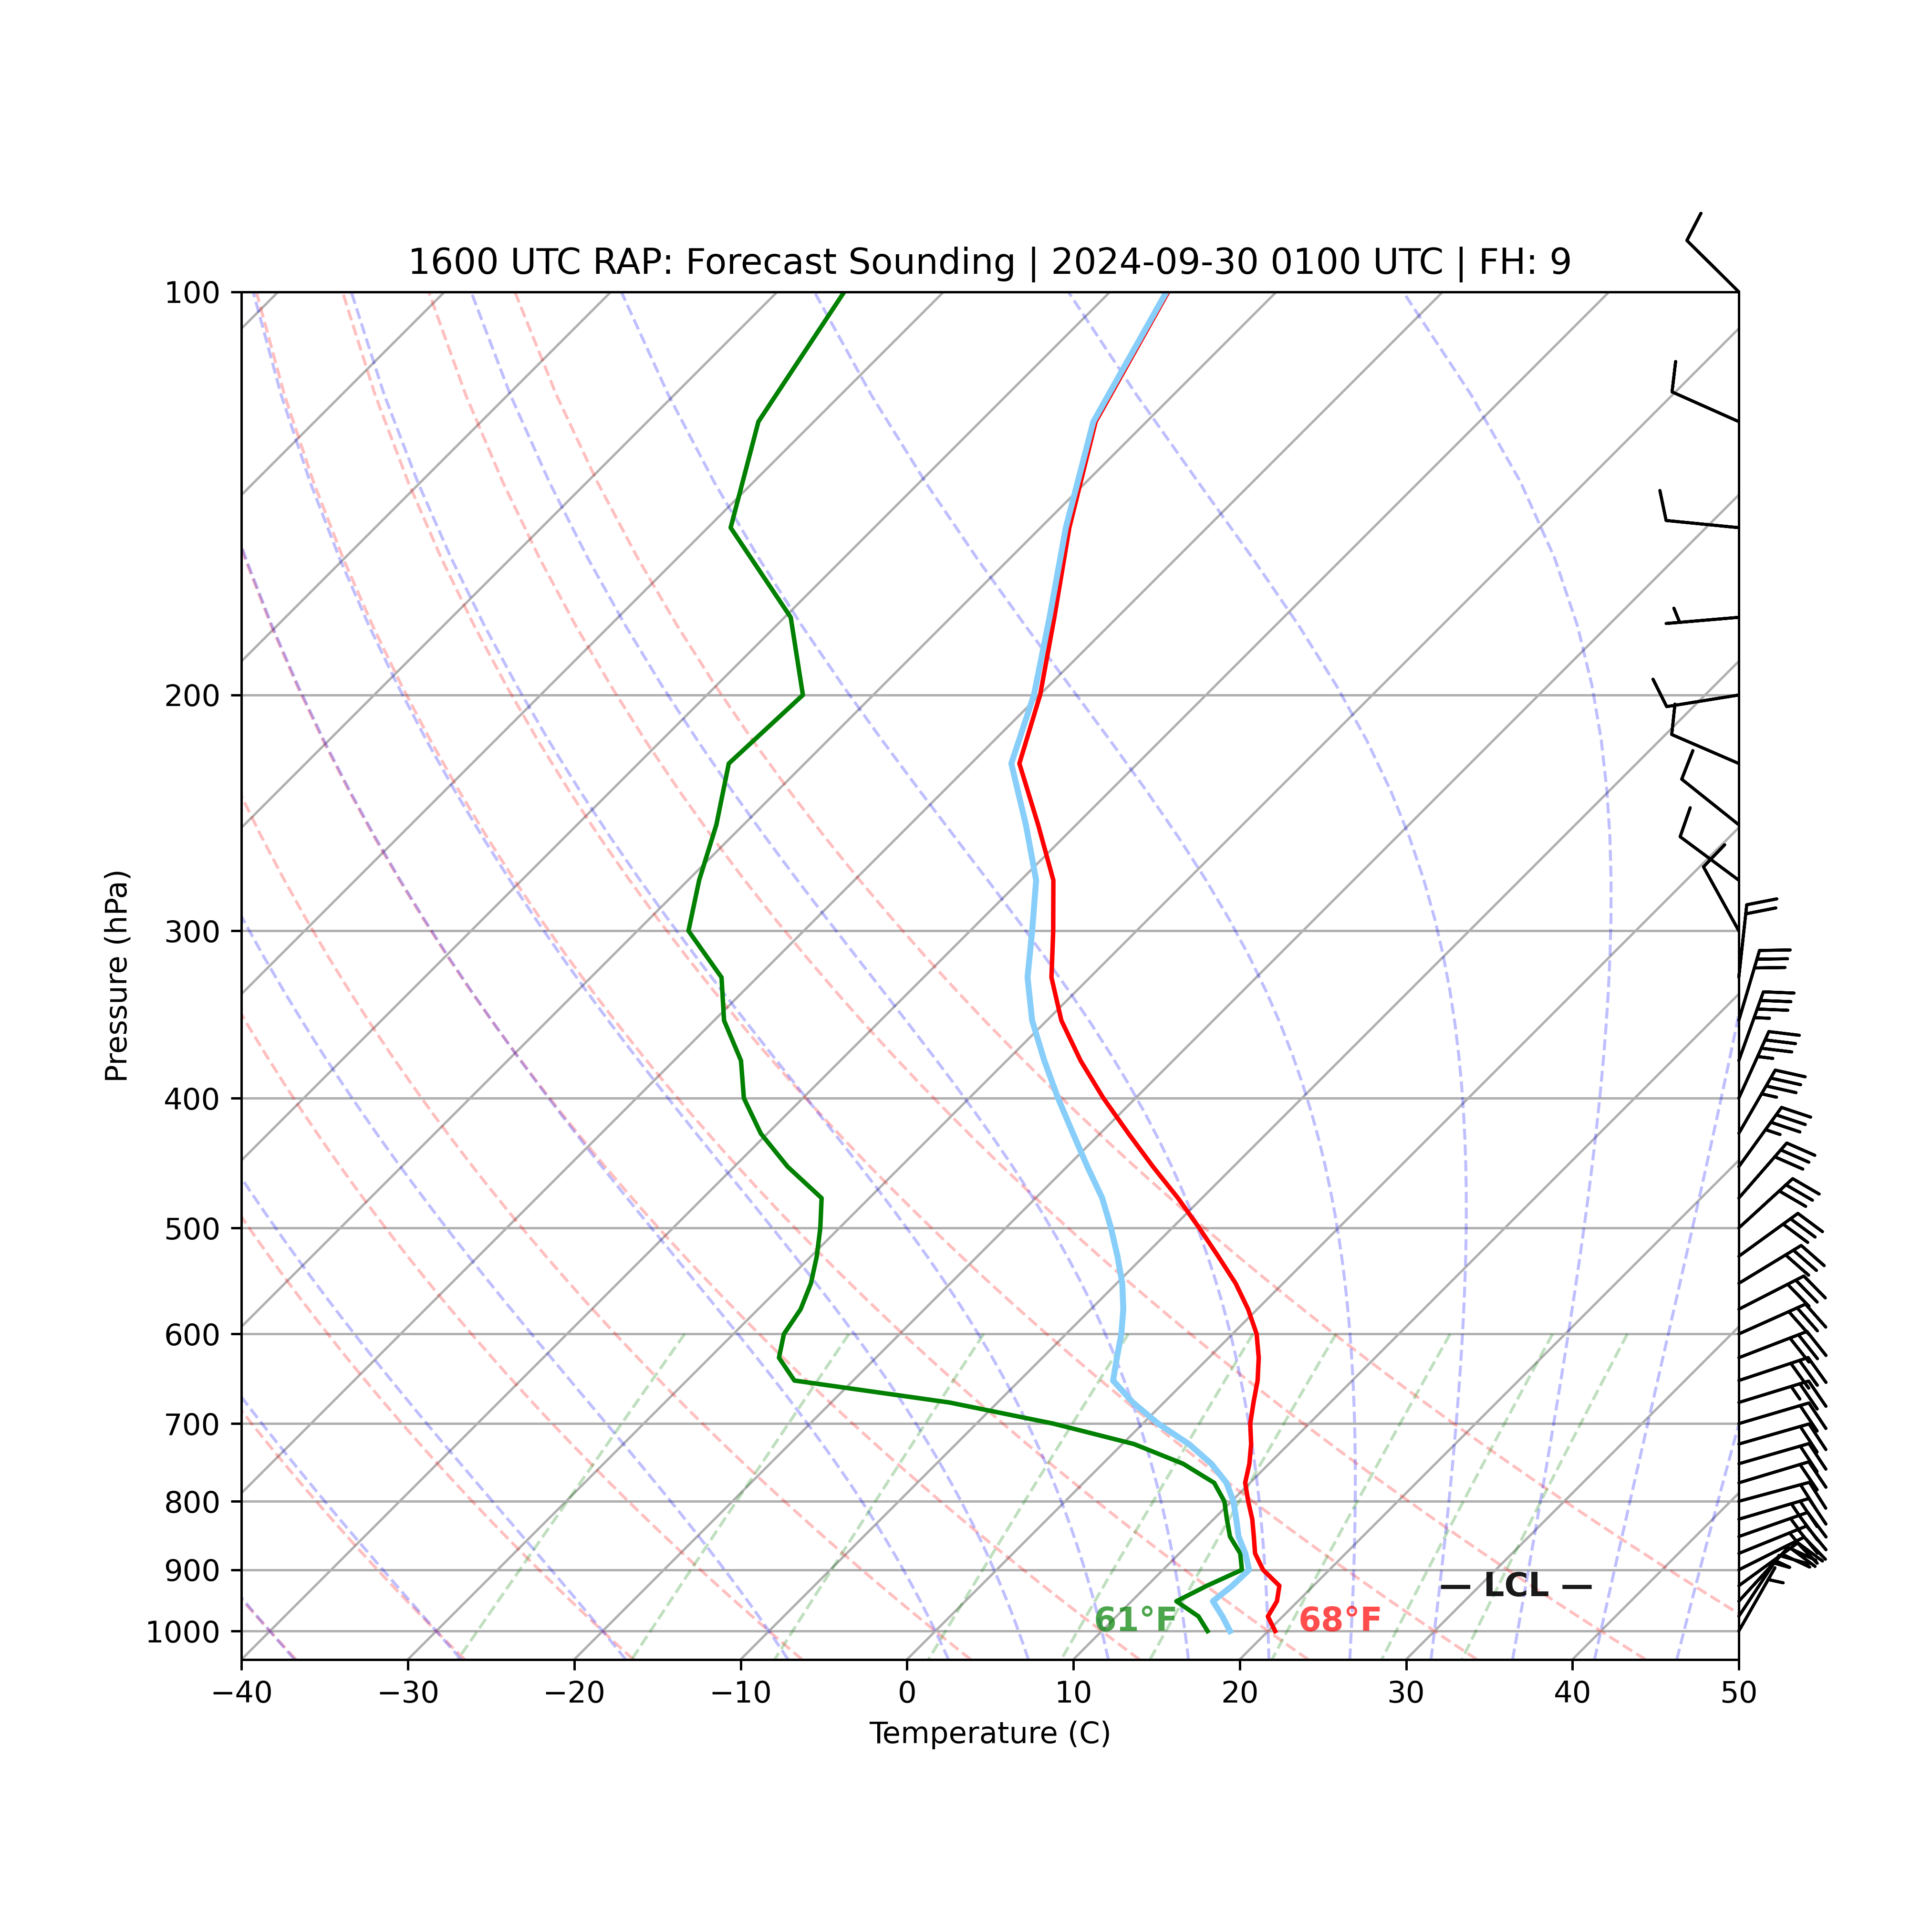 1600 UTC RAP: Forecast Sounding | 2024-09-30 0100 UTC | FH: 9
100
200
300
400
500
600
700
800
900
1000
Pressure (hPa)
— LCL —
61°F
68°F
−40 −30 −20 −10 0 10 20 30 40 50
Temperature (C)